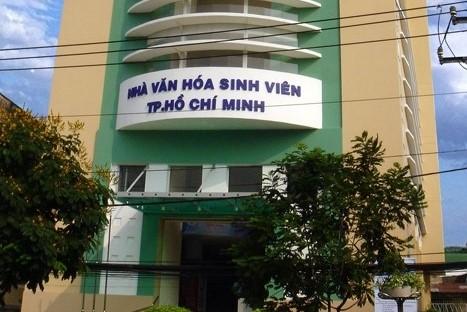 NHÀ VĂN HÓA SINH VIÊN
TP.HỒ CHÍ MINH